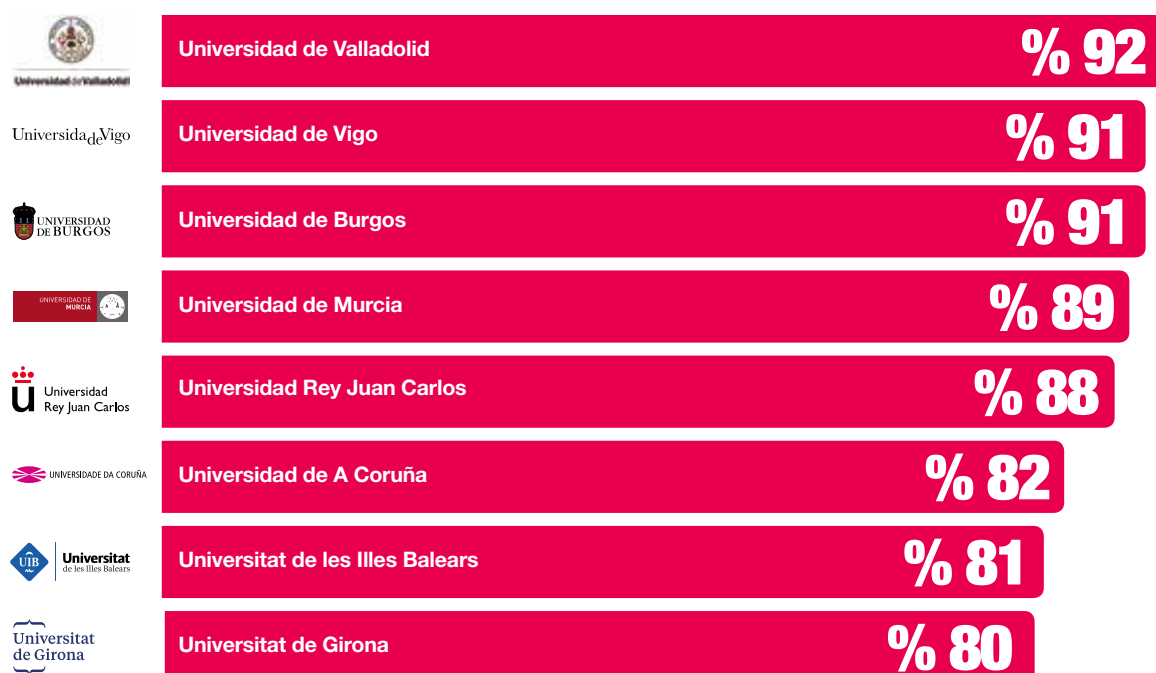 Universidad de Valladolid
Universidad de Valladolid
% 92
UniversidadeVigo
Universidad de Vigo
% 91
UNIVERSIDAD
DE BURGOS
Universidad de Burgos
% 91
UNIVERSIDAD DE
MURCIA
Universidad de Murcia
% 89
ü Universidad
Rey Juan Carlos
Universidad Rey Juan Carlos
% 88
UNIVERSIDADE DA CORUÑA
Universidad de A Coruña
% 82
UIB
Universitat
de les Illes Balears
Universitat de les Illes Balears
% 81
Universitat
de Girona
Universitat de Girona
% 80